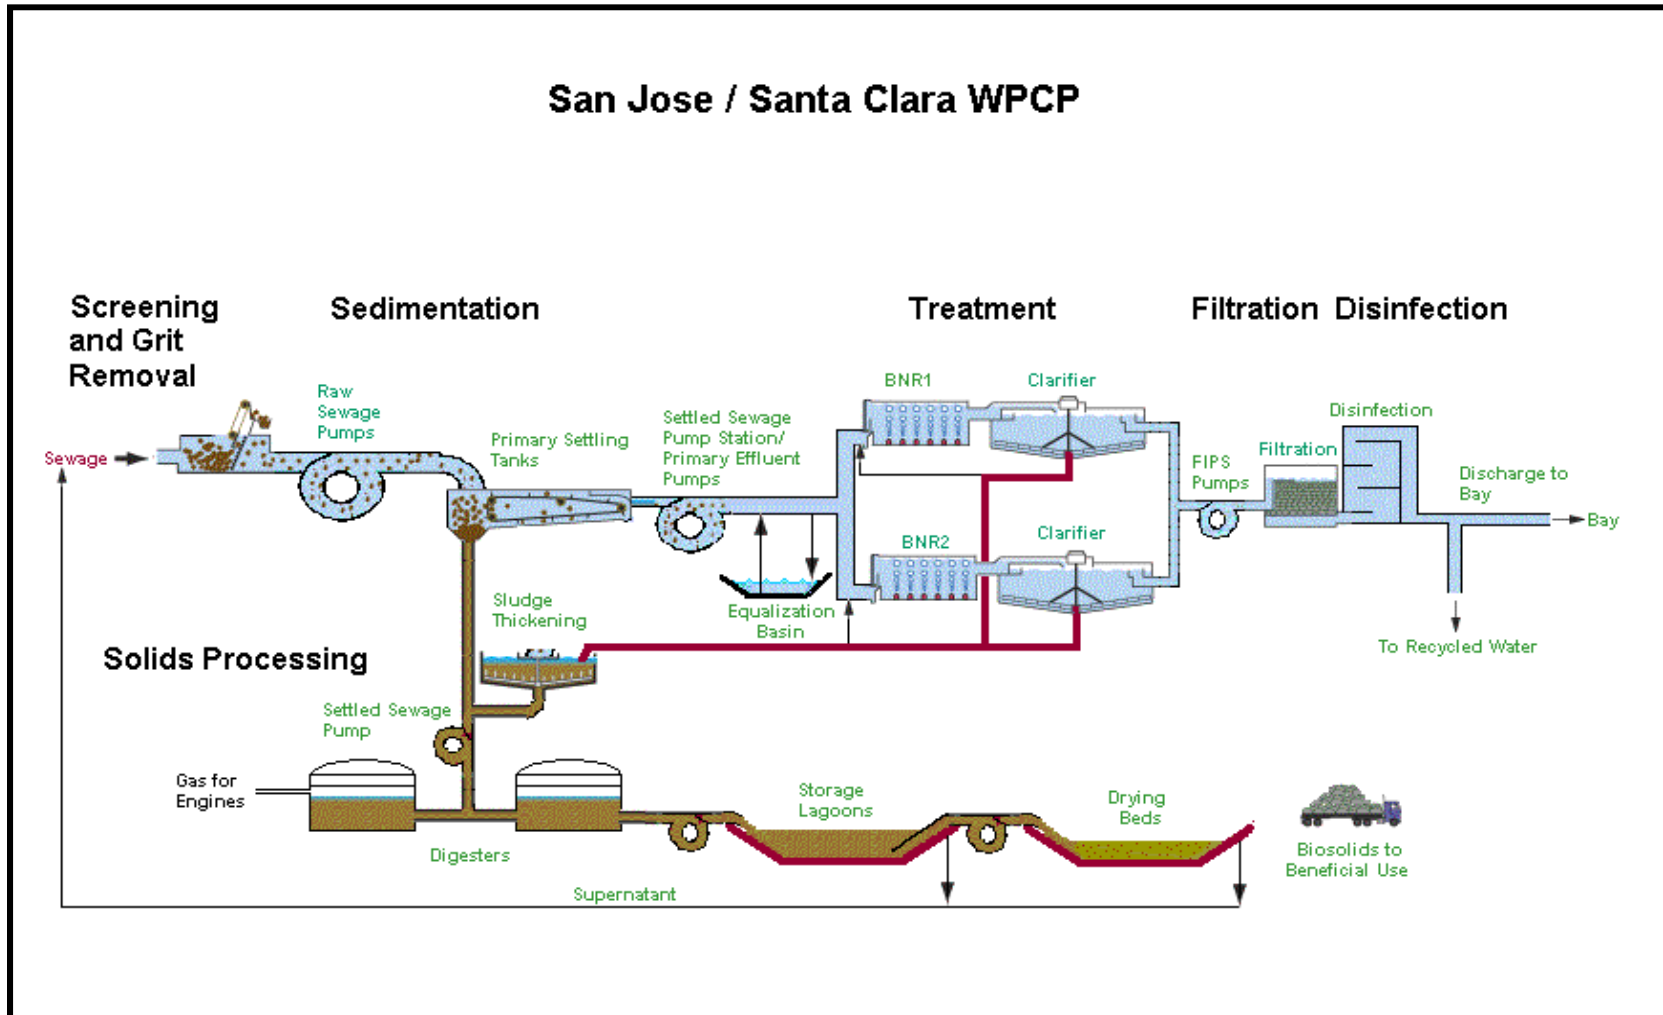 San Jose / Santa Clara WPCP
Screening
and Grit
Removal
Sedimentation
Treatment
Filtration
Disinfection
Raw
Sewage
Pumps
Sewage
Primary Settling
Tanks
Settled Sewage
Pump Station/
Primary Effluent
Pumps
BNR1
Clarifier
FIPS
Pumps
Filtration
Disinfection
Discharge to
Bay
Bay
BNR2
Clarifier
Equalization
Basin
To Recycled Water
Sludge
Thickening
Solids Processing
Settled Sewage
Pump
Gas for
Engines
Digesters
Storage
Lagoons
Drying
Beds
Biosolids to
Beneficial Use
Supernatant